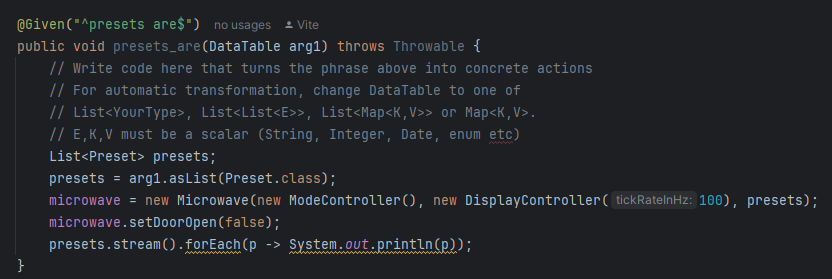 @Given("^presets are$") no usages Vite
public void presets_are(DataTable arg1) throws Throwable {
// Write code here that turns the phrase above into concrete actions
// For automatic transformation, change DataTable to one of
// List<YourType>, List<List<E>>, List<Map<K,V>> or Map<K,V>.
// E,K,V must be a scalar (String, Integer, Date, enum etc)
List<Preset> presets;
presets = arg1.asList(Preset.class);
microwave = new Microwave(new ModeController(), new DisplayController( tickRateInHz: 100), presets);
microwave.setDoorOpen(false);
presets.stream().forEach(p -> System.out.println(p));
}